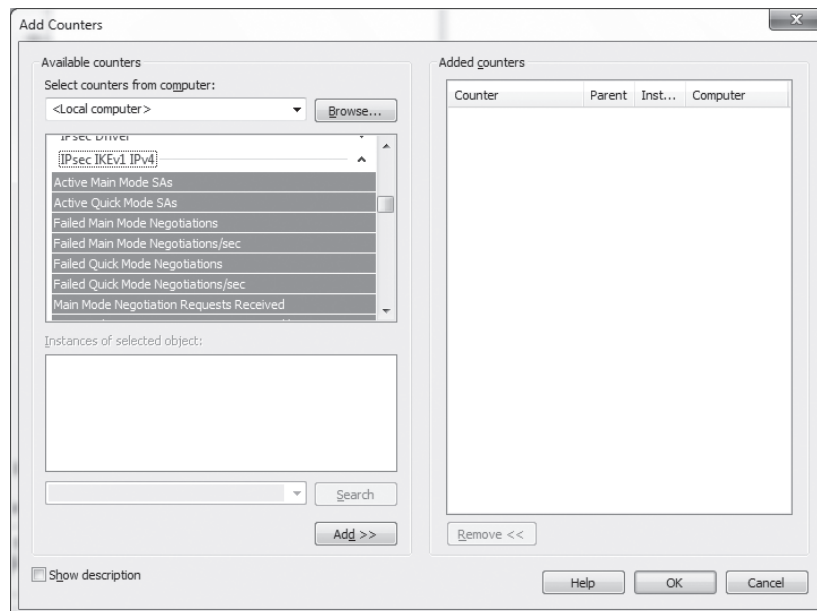 Add Counters
Available counters
Select counters from computer:
<Local computer>
Browse...
IPsec Driver
IPsec IKEv1 IPv4
Active Main Mode SAs
Active Quick Mode SAs
Failed Main Mode Negotiations
Failed Main Mode Negotiations/sec
Failed Quick Mode Negotiations
Failed Quick Mode Negotiations/sec
Main Mode Negotiation Requests Received
Instances of selected object:
Search
Add >>
Show description
Added counters
Counter Parent Inst... Computer
Remove <<
Help OK Cancel